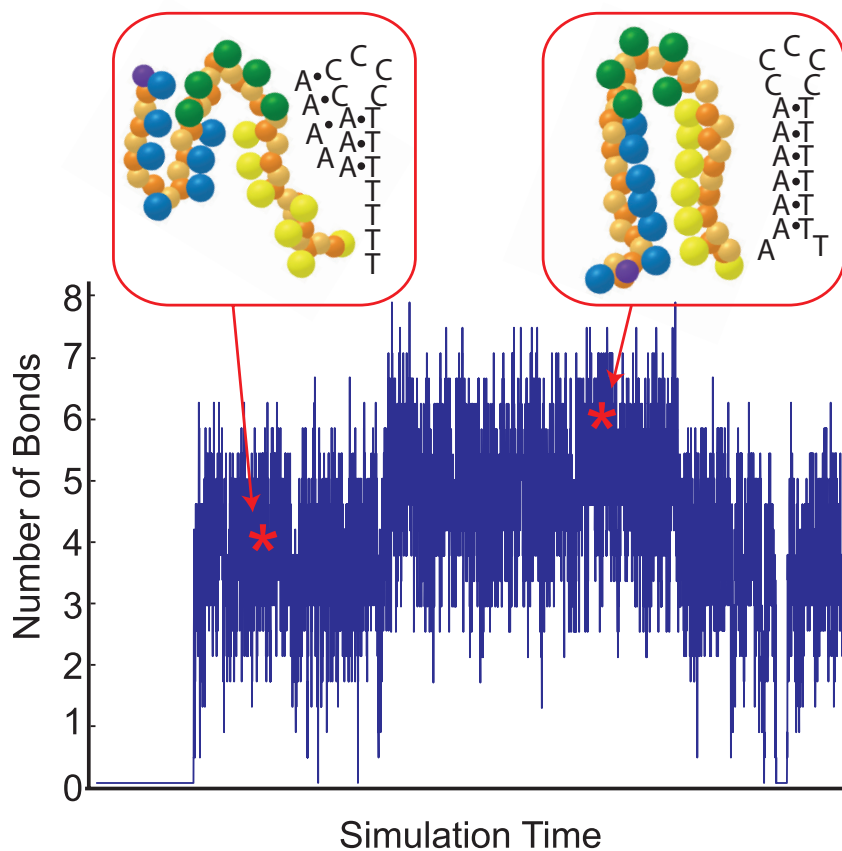 C
A•C C
A•C C
A•A•T
A A•T
A A•T
T
T
T
T
C
C C
C C
A•T
A•T
A•T
A•T
A•T
A•T
A T
8
7
6
5
4
3
2
1
0
Number of Bonds
*
*
Simulation Time